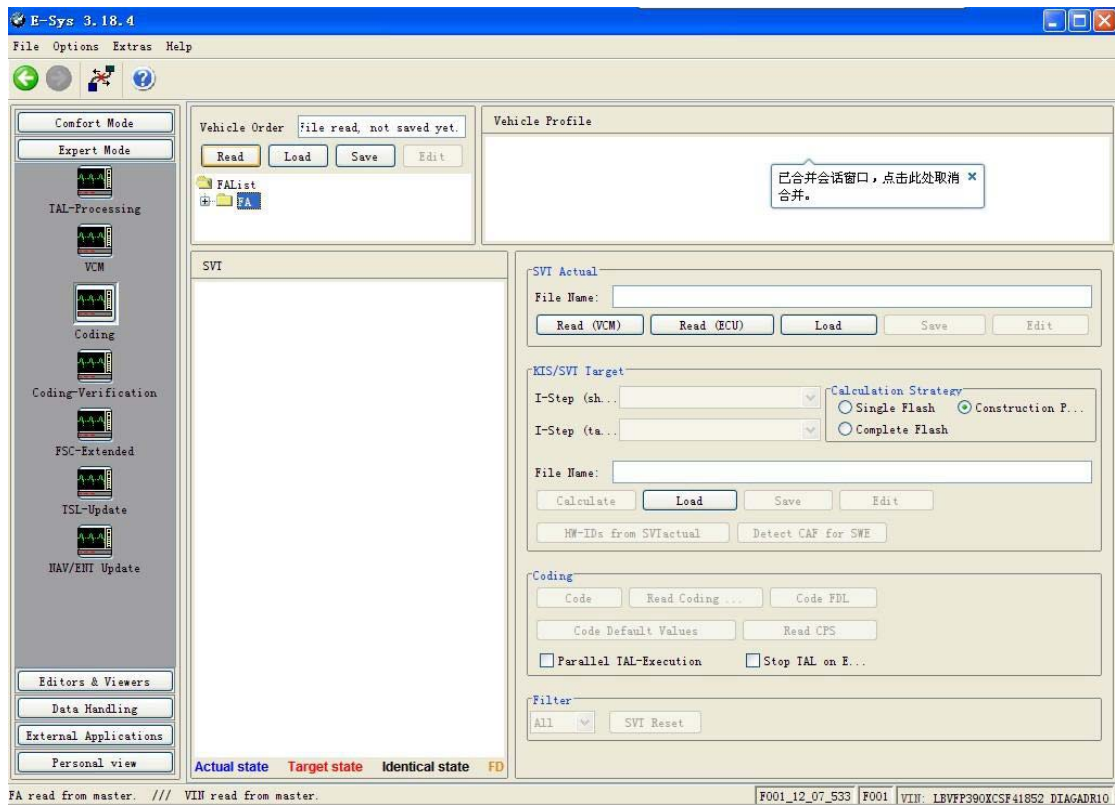 E-Sys 3.18.4
File Options Extras Help
Comfort Mode
Expert Mode
TAL-Processing
VCM
Coding
Coding-Verification
FSC-Extended
TSL-Update
NAV/ENT Update
Editors & Viewers
Data Handling
External Applications
Personal view
Vehicle Order File read, not saved yet.
Read Load Save Edit
FAList
FA
Vehicle Profile
已合并会话窗口，点击此处取消
合并。
SVT
Actual state Target state Identical state FD
SVT Actual
File Name:
Read (VCM) Read (ECU) Load Save Edit
KIS/SVT Target
I-Step (sh...
Calculation Strategy
Single Flash Construction P...
I-Step (ta...
Complete Flash
File Name:
Calculate Load Save Edit
HW-IDs from SVTactual Detect CAF for SWE
Coding
Code Read Coding ... Code FDL
Code Default Values Read CPS
Parallel TAL-Execution Stop TAL on E...
Filter
All SVT Reset
FA read from master. /// VIN read from master.
F001_12_07_533 F001 VIN: LBVFP390XCSF41852_DIAGADR10